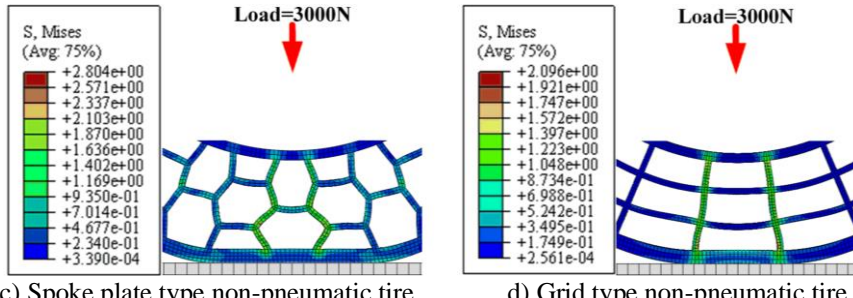 Load=3000N
S, Mises
(Avg: 75%)
+2.804e+00
+2.571e+00
+2.337e+00
+2.103e+00
+1.870e+00
+1.636e+00
+1.402e+00
+1.169e+00
+9.350e-01
+7.014e-01
+4.677e-01
+2.340e-01
+3.390e-04
Load=3000N
S, Mises
(Avg: 75%)
+2.096e+00
+1.921e+00
+1.747e+00
+1.572e+00
+1.397e+00
+1.223e+00
+1.048e+00
+8.734e-01
+6.988e-01
+5.242e-01
+3.495e-01
+1.749e-01
+2.561e-04
c) Spoke plate type non-pneumatic tire
d) Grid type non-pneumatic tire